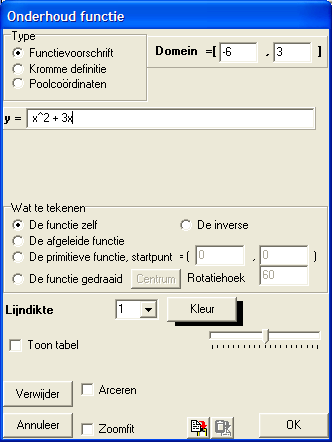 Onderhoud functie
Type
Functievoorschrift
Kromme definitie
Poolcoördinaten
Domein =[ -6 , 3 ]
y = x^2 + 3x
Wat te tekenen
De functie zelf De inverse
De afgeleide functie
De primitieve functie, startpunt =( 0 , 0 )
De functie gedraaid Centrum Rotatiehoek 60
Lijndikte 1 Kleur
Toon tabel
Verwijder Arceren
Annuleer Zoomfit OK